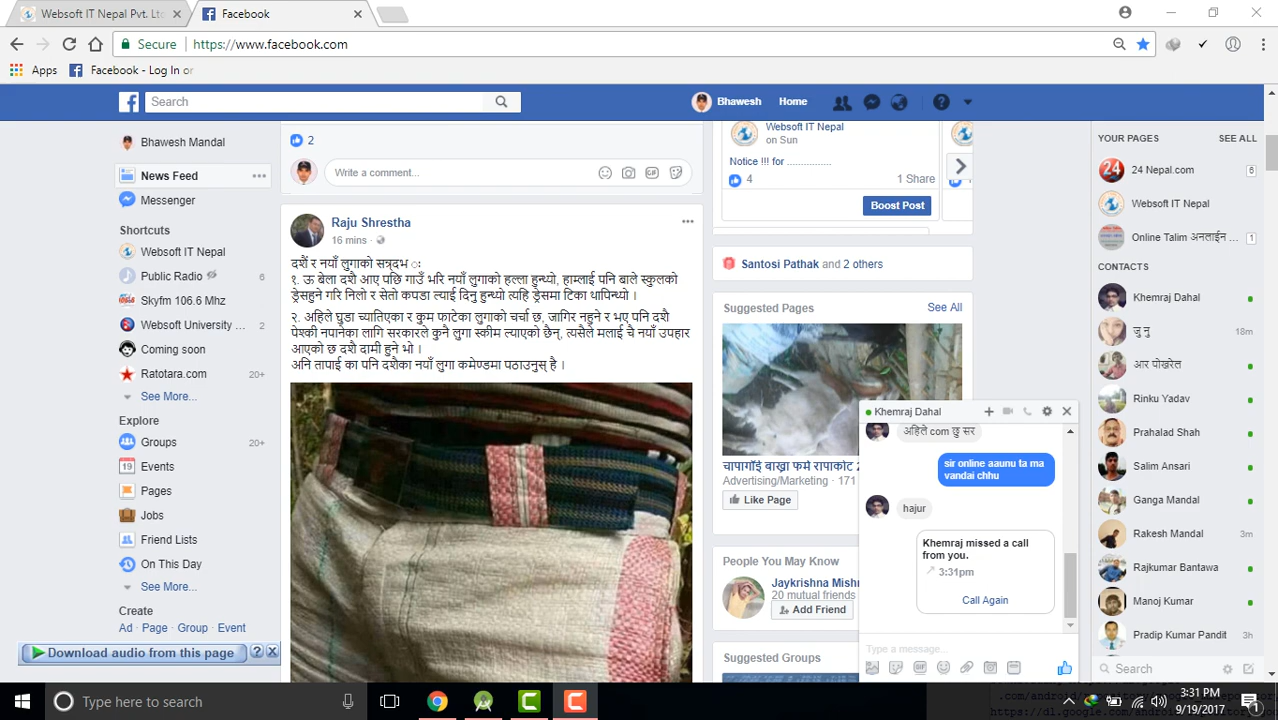 Websoft IT Nepal Pvt. Ltd
Facebook
Secure
https://www.facebook.com
Apps
Facebook - Log In or
Search
Bhawesh
Home
Bhawesh Mandal
News Feed
Messenger
Shortcuts
Websoft IT Nepal
Public Radio 6
Skyfm 106.6 Mhz
Websoft University ... 2
Coming soon
Ratotara.com 20+
See More...
Explore
Groups 20+
Events
Pages
Jobs
Friend Lists
On This Day
See More...
Create
Ad · Page · Group · Event
Download audio from this page
2
Write a comment...
Raju Shrestha
16 mins ·
दशैं र नयाँ लुगाको सन्र्दभ ः
१. ऊ बेला दशै आए पछि गाउँ भरि नयाँ लुगाको हल्ला हुन्थ्यो, हाम्लाई पनि बाले स्कुलको
ड्रेसहुने गरि निलो र सेतो कपडा ल्याई दिनु हुन्थ्यो त्यहि ड्रेसमा टिका थापिन्थ्यो ।
२. अहिले घुडा च्यातिएका र कुम फाटेका लुगाको चर्चा छ, जागिर नहुने र भए पनि दशै
पेश्की नपानेका लागि सरकारले कुनै लुगा स्कीम ल्याएको छैन्, त्यसैले मलाई चै नयाँ उपहार
आएको छ दशै दामी हुने भो ।
अनि तापाई का पनि दशैका नयाँ लुगा कमेण्डमा पठाउनुस् है ।
Websoft IT Nepal
on Sun
Notice !!! for ...............
4
1 Share
Boost Post
Santosi Pathak and 2 others
Suggested Pages
See All
चापागाॅई बाख्रा फर्म रापाकोट 2
Advertising/Marketing · 171
Like Page
People You May Know
Jaykrishna Mishr
20 mutual friends
Add Friend
Suggested Groups
Khemraj Dahal
अहिले com छु सर
sir online aaunu ta ma
vandai chhu
hajur
Khemraj missed a call
from you.
3:31pm
Call Again
Type a message...
YOUR PAGES
SEE ALL
24 Nepal.com 6
Websoft IT Nepal
Online Talim अनलाईन ... 1
CONTACTS
Khemraj Dahal
जु नु 18m
आर पोखरेल
Rinku Yadav
Prahalad Shah
Salim Ansari
Ganga Mandal
Rakesh Mandal 3m
Rajkumar Bantawa
Manoj Kumar
Pradip Kumar Pandit 3h
Search
Type here to search
3:31 PM
9/19/2017